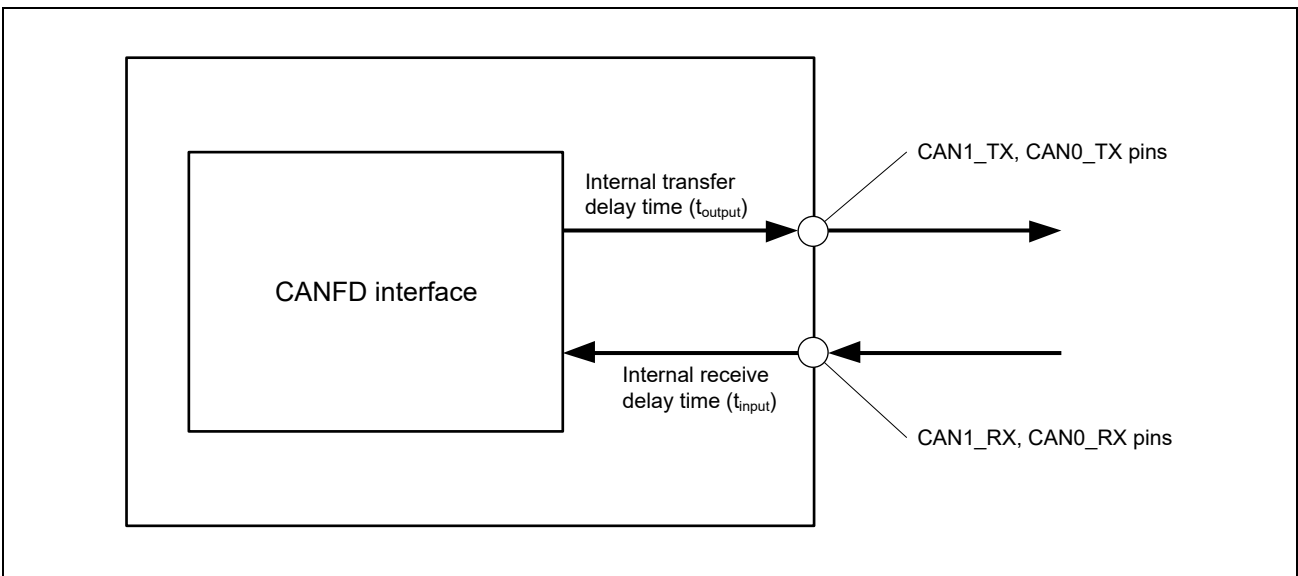 CAN1_TX, CAN0_TX pins
Internal transfer
delay time (toutput)
CANFD interface
Internal receive
delay time (tinput)
CAN1_RX, CAN0_RX pins